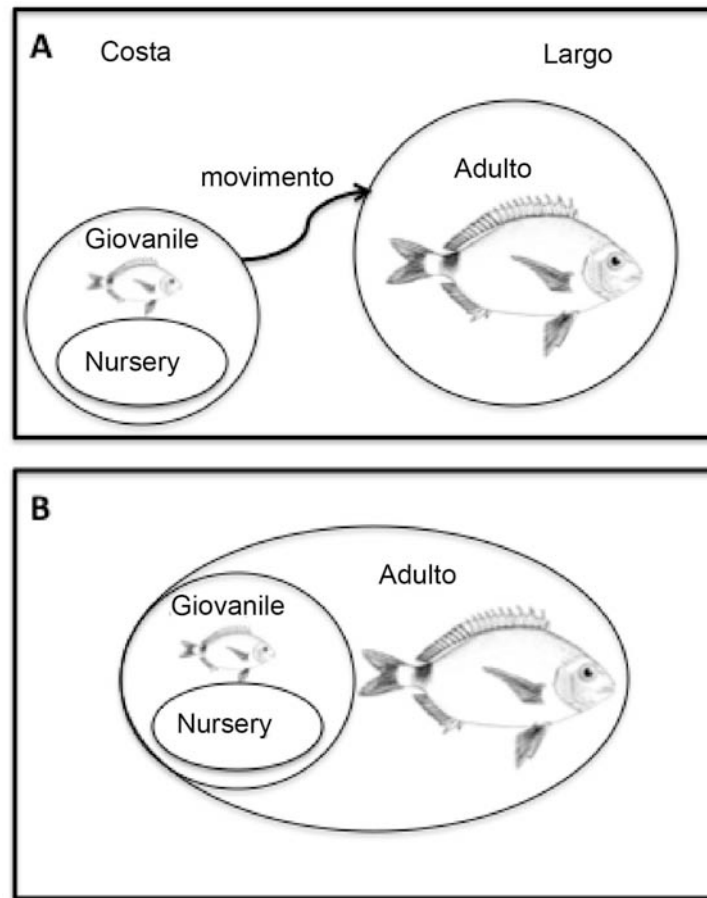 A
Costa
Largo
movimento
Adulto
Giovanile
Nursery
B
Adulto
Giovanile
Nursery